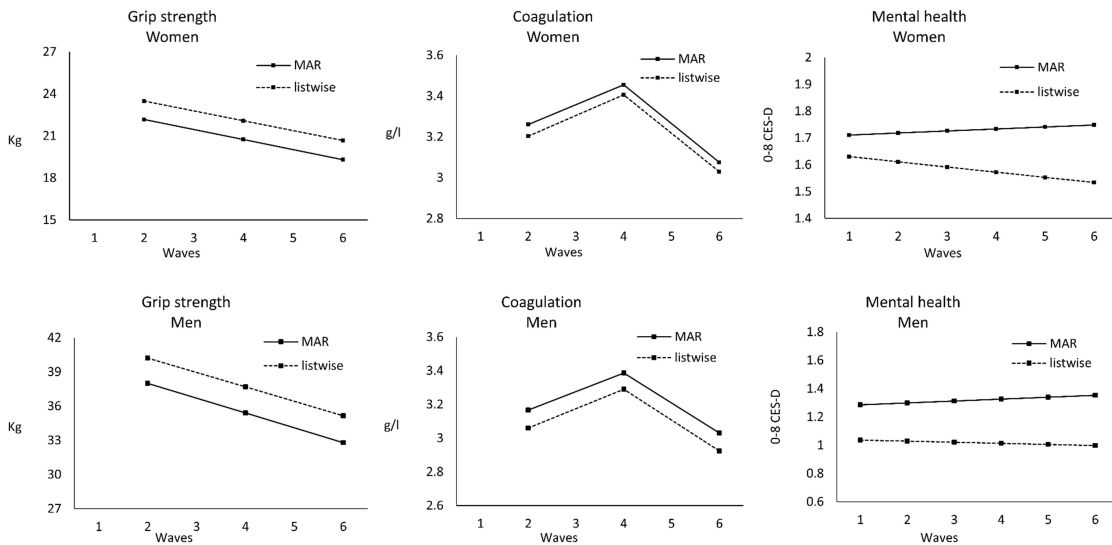 Grip strength
Women
27
24
21
18
15
Kg
MAR
listwise
1 2 3 4 5 6
Waves
Coagulation
Women
3.6
3.4
3.2
3
2.8
g/l
MAR
listwise
1 2 3 4 5 6
Waves
Mental health
Women
2
1.9
1.8
1.7
1.6
1.5
1.4
0-8 CES-D
MAR
listwise
1 2 3 4 5 6
Waves
Grip strength
Men
42
39
36
33
30
27
Kg
MAR
listwise
1 2 3 4 5 6
Waves
Coagulation
Men
3.6
3.4
3.2
3
2.8
2.6
g/l
MAR
listwise
1 2 3 4 5 6
Waves
Mental health
Men
1.8
1.6
1.4
1.2
1
0.8
0.6
0-8 CES-D
MAR
listwise
1 2 3 4 5 6
Waves